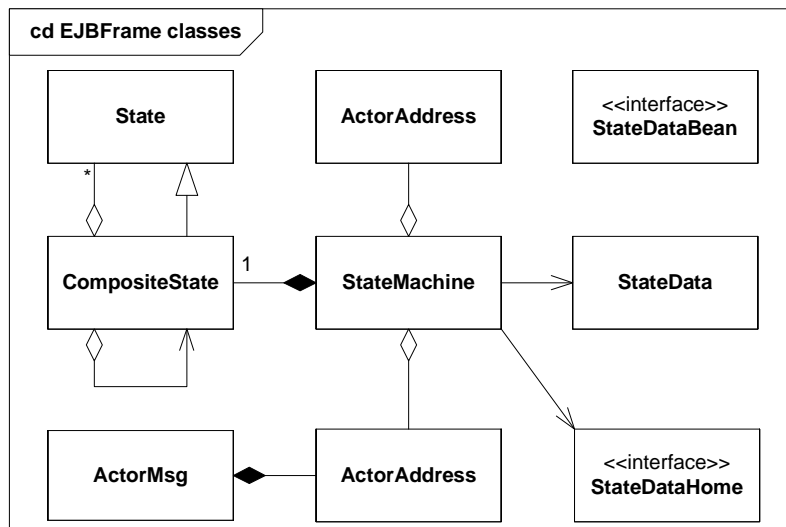 cd EJBFrame classes
State
ActorAddress
<<interface>>
StateDataBean
*
1
CompositeState
StateMachine
StateData
ActorMsg
ActorAddress
<<interface>>
StateDataHome